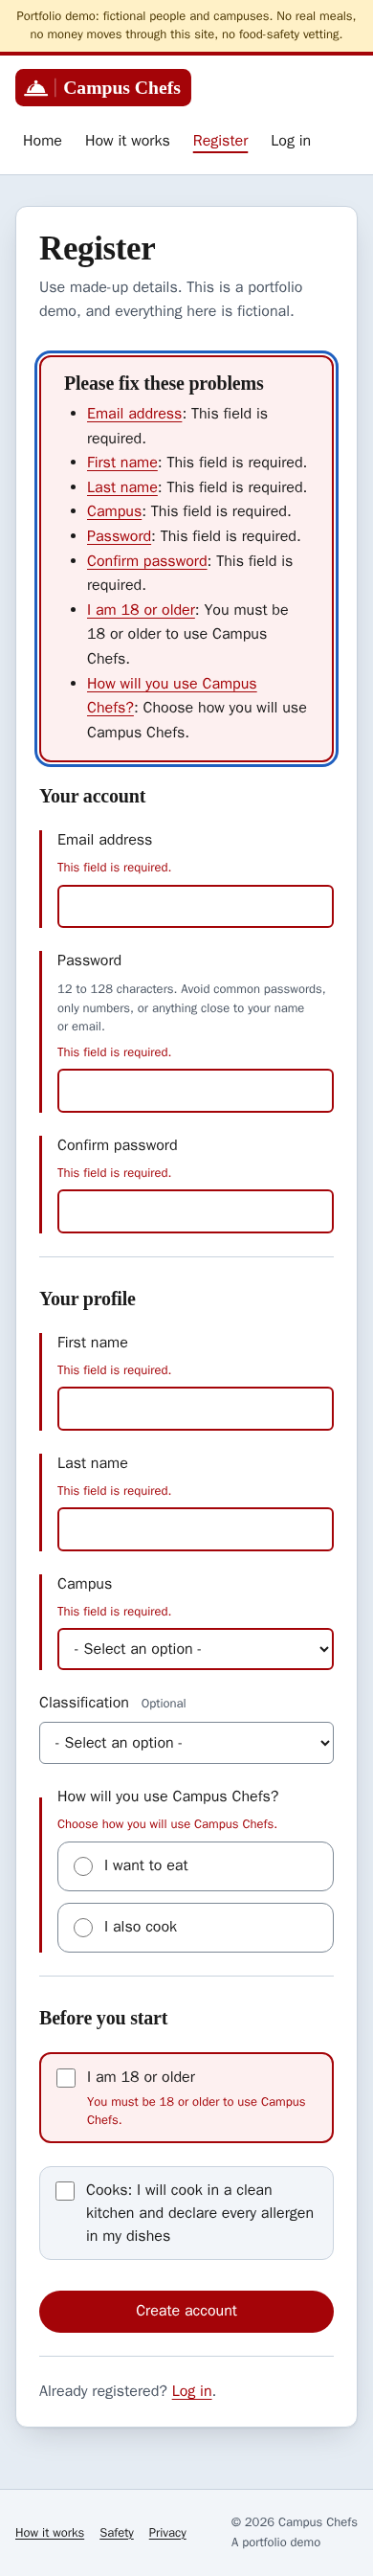 Portfolio demo: fictional people and campuses. No real meals,
no money moves through this site, no food-safety vetting.
Campus Chefs
Home How it works Register Log in
Register
Use made-up details. This is a portfolio
demo, and everything here is fictional.
Please fix these problems
• Email address: This field is
required.
• First name: This field is required.
• Last name: This field is required.
• Campus: This field is required.
• Password: This field is required.
• Confirm password: This field is
required.
• I am 18 or older: You must be
18 or older to use Campus
Chefs.
• How will you use Campus
Chefs?: Choose how you will use
Campus Chefs.
Your account
Email address
This field is required.
Password
12 to 128 characters. Avoid common passwords,
only numbers, or anything close to your name
or email.
This field is required.
Confirm password
This field is required.
Your profile
First name
This field is required.
Last name
This field is required.
Campus
This field is required.
- Select an option -
Classification Optional
- Select an option -
How will you use Campus Chefs?
Choose how you will use Campus Chefs.
I want to eat
I also cook
Before you start
I am 18 or older
You must be 18 or older to use Campus
Chefs.
Cooks: I will cook in a clean
kitchen and declare every allergen
in my dishes
Create account
Already registered? Log in.
How it works Safety Privacy
© 2026 Campus Chefs
A portfolio demo